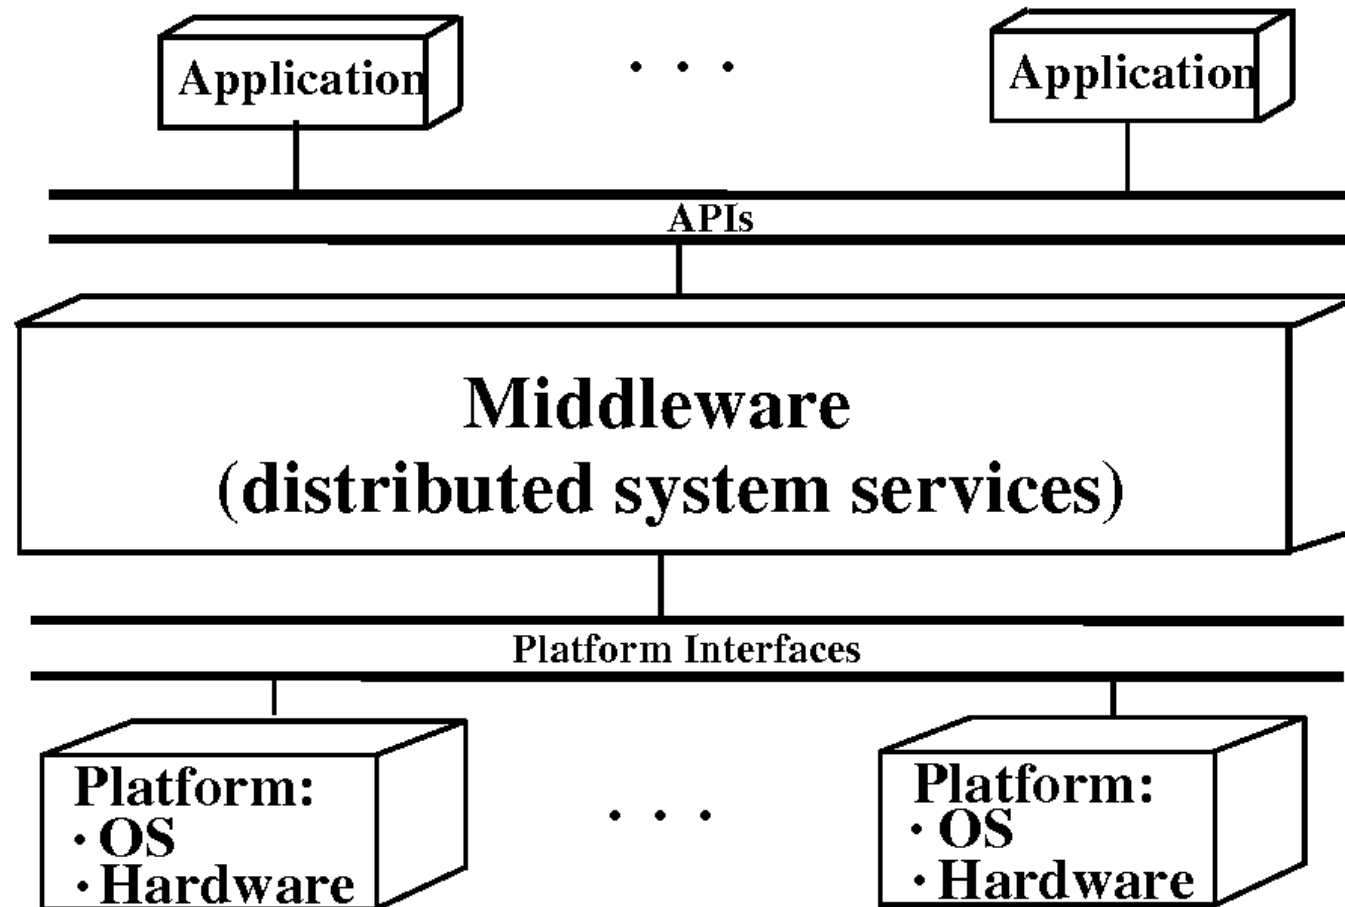 Application
. . .
Application
APIs
Middleware
(distributed system services)
Platform Interfaces
Platform:
· OS
· Hardware
. . .
Platform:
· OS
· Hardware